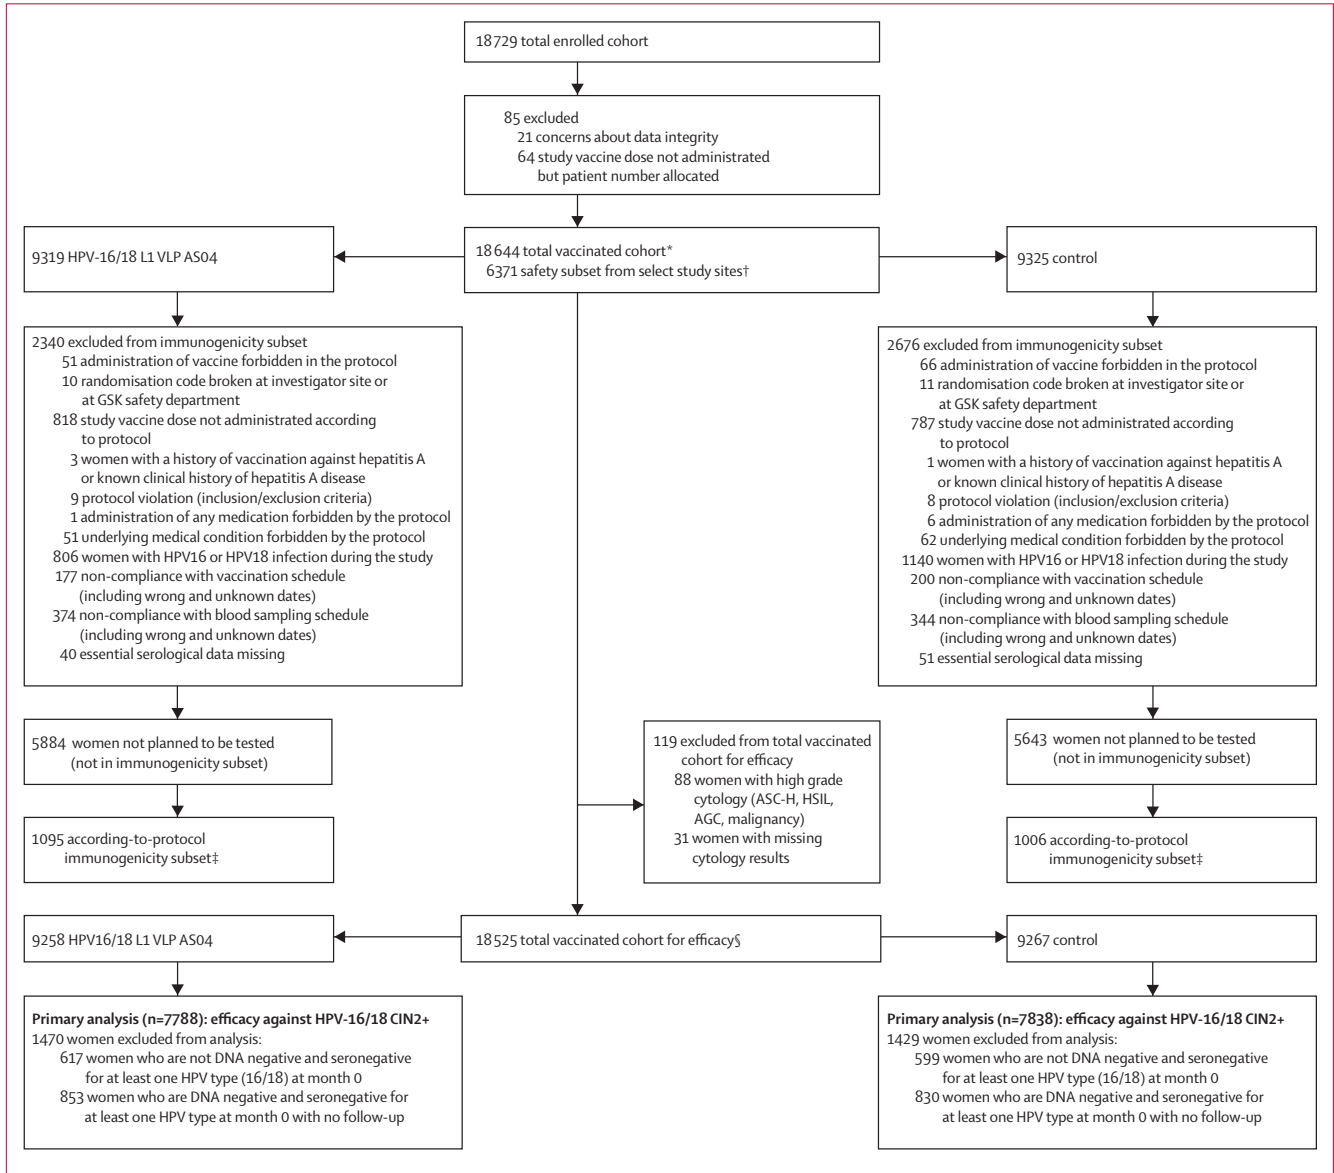 18 729 total enrolled cohort
85 excluded
21 concerns about data integrity
64 study vaccine dose not administrated
but patient number allocated
9319 HPV-16/18 L1 VLP AS04
18 644 total vaccinated cohort*
6371 safety subset from select study sites†
9325 control
2340 excluded from immunogenicity subset
51 administration of vaccine forbidden in the protocol
10 randomisation code broken at investigator site or
at GSK safety department
818 study vaccine dose not administrated according
to protocol
3 women with a history of vaccination against hepatitis A
or known clinical history of hepatitis A disease
9 protocol violation (inclusion/exclusion criteria)
1 administration of any medication forbidden by the protocol
51 underlying medical condition forbidden by the protocol
806 women with HPV16 or HPV18 infection during the study
177 non-compliance with vaccination schedule
(including wrong and unknown dates)
374 non-compliance with blood sampling schedule
(including wrong and unknown dates)
40 essential serological data missing
2676 excluded from immunogenicity subset
66 administration of vaccine forbidden in the protocol
11 randomisation code broken at investigator site or
at GSK safety department
787 study vaccine dose not administrated according
to protocol
1 women with a history of vaccination against hepatitis A
or known clinical history of hepatitis A disease
8 protocol violation (inclusion/exclusion criteria)
6 administration of any medication forbidden by the protocol
62 underlying medical condition forbidden by the protocol
1140 women with HPV16 or HPV18 infection during the study
200 non-compliance with vaccination schedule
(including wrong and unknown dates)
344 non-compliance with blood sampling schedule
(including wrong and unknown dates)
51 essential serological data missing
5884 women not planned to be tested
(not in immunogenicity subset)
119 excluded from total vaccinated
cohort for efficacy
88 women with high grade
cytology (ASC-H, HSIL,
AGC, malignancy)
31 women with missing
cytology results
5643 women not planned to be tested
(not in immunogenicity subset)
1095 according-to-protocol
immunogenicity subset‡
1006 according-to-protocol
immunogenicity subset‡
9258 HPV16/18 L1 VLP AS04
18 525 total vaccinated cohort for efficacy§
9267 control
Primary analysis (n=7788): efficacy against HPV-16/18 CIN2+
1470 women excluded from analysis:
617 women who are not DNA negative and seronegative
for at least one HPV type (16/18) at month 0
853 women who are DNA negative and seronegative for
at least one HPV type at month 0 with no follow-up
Primary analysis (n=7838): efficacy against HPV-16/18 CIN2+
1429 women excluded from analysis:
599 women who are not DNA negative and seronegative
for at least one HPV type (16/18) at month 0
830 women who are DNA negative and seronegative for
at least one HPV type at month 0 with no follow-up